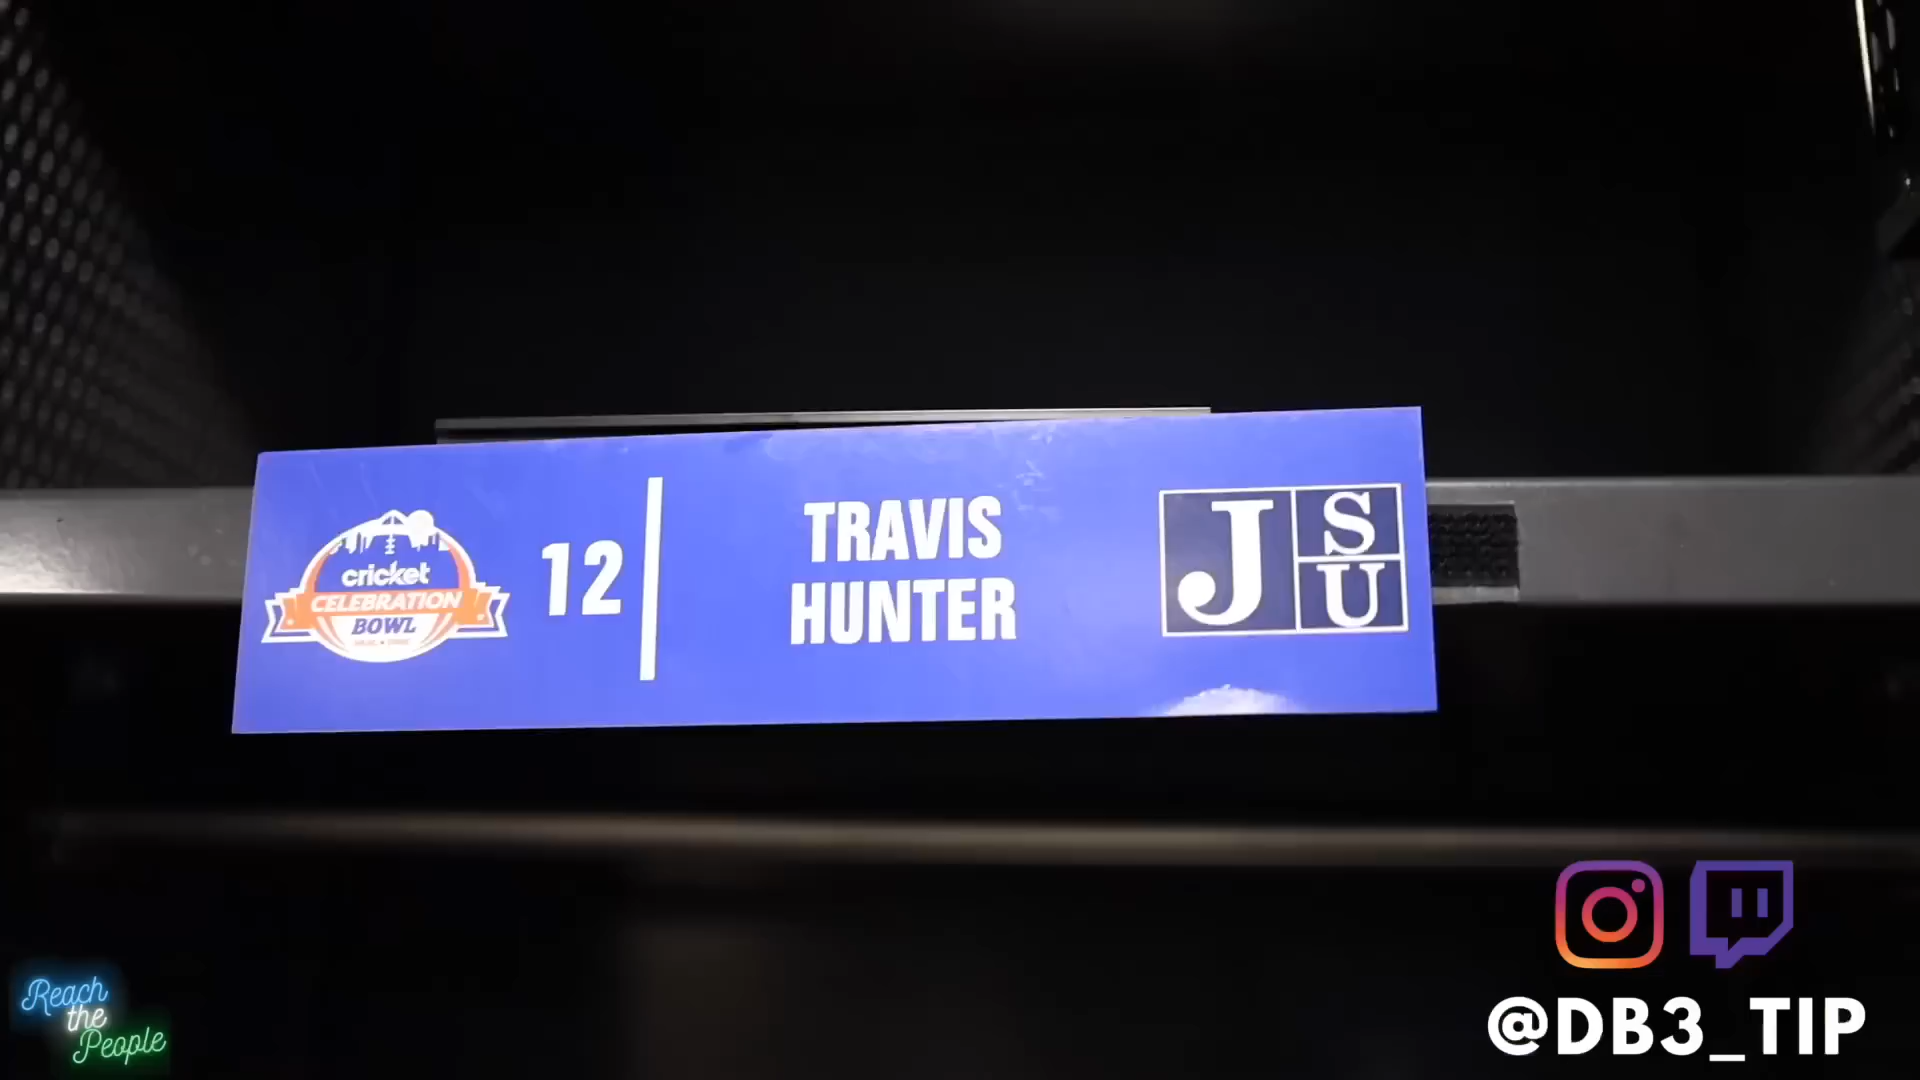 cricket
CELEBRATION
BOWL
12
TRAVIS
HUNTER
J
S
U
Reach
the
People
@DB3_TIP